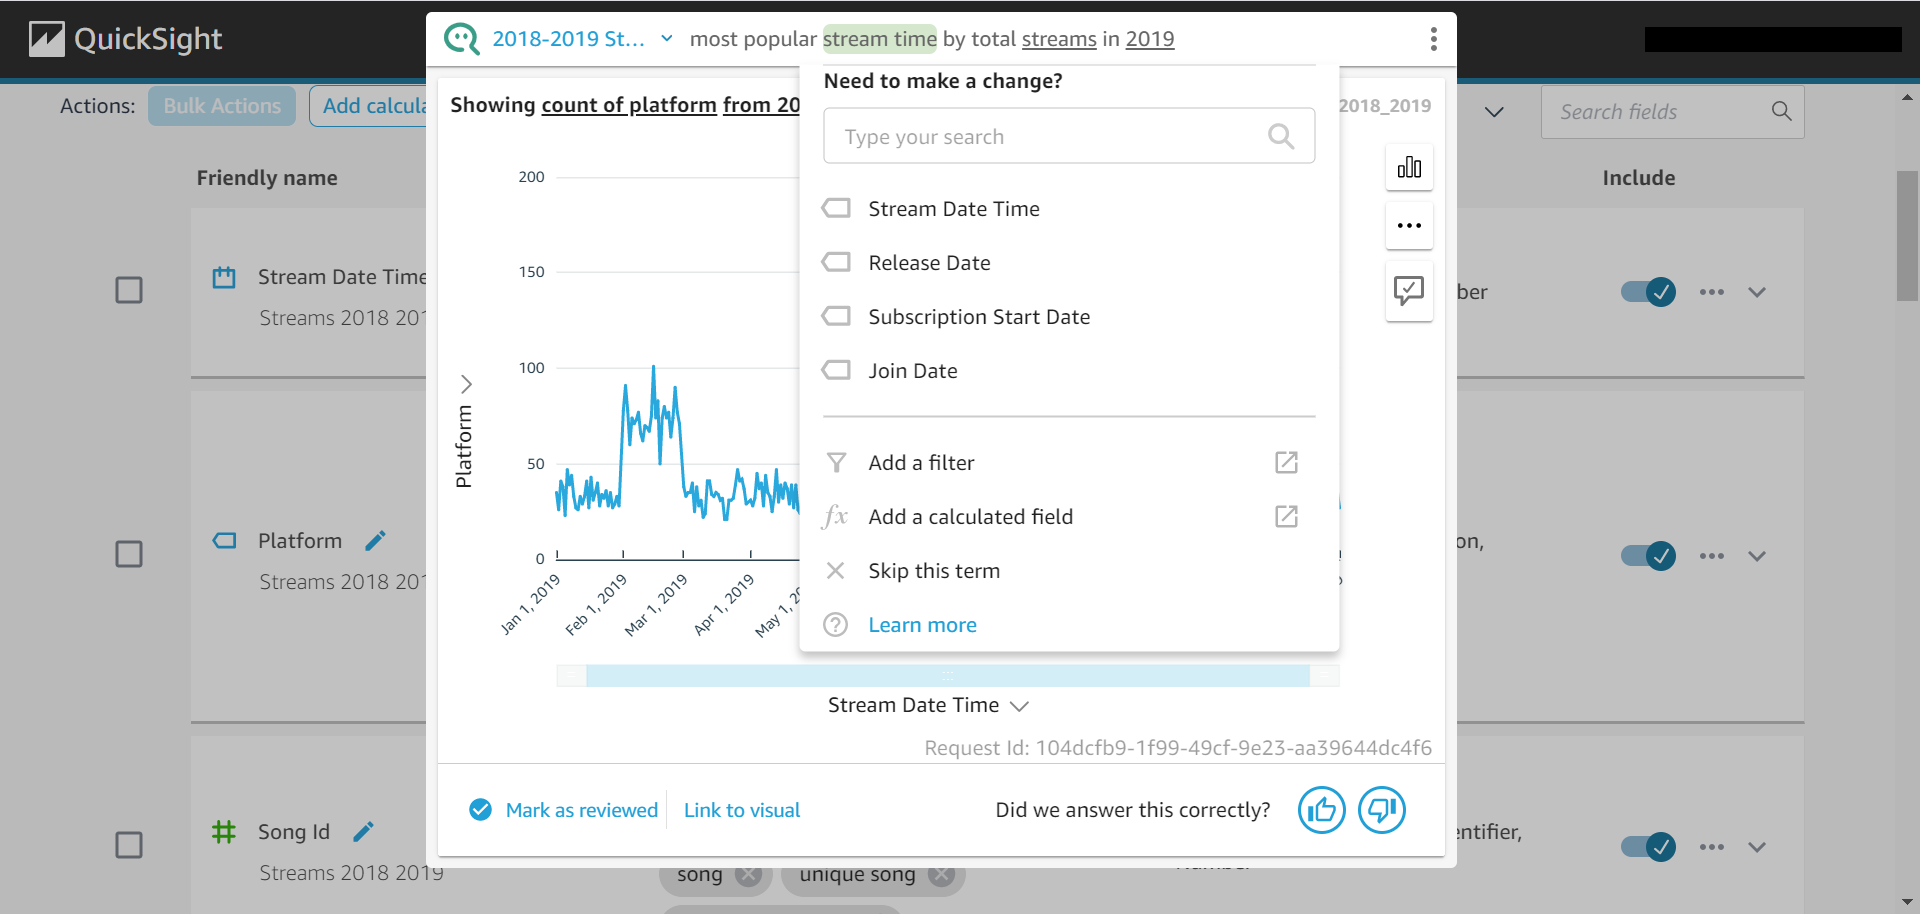 QuickSight
2018-2019 St... most popular stream time by total streams in 2019
Actions: Bulk Actions Add calcula
Showing count of platform from 20
2018_2019
Search fields
Need to make a change?
Type your search
Stream Date Time
Release Date
Subscription Start Date
Join Date
Add a filter
fx Add a calculated field
Skip this term
Learn more
Friendly name
Include
Stream Date Time
Streams 2018 201
ber
Platform
Streams 2018 201
on,
Song Id
Streams 2018 2019
entifier,
song
unique song
200
150
100
50
0
Platform
Jan 1, 2019
Feb 1, 2019
Mar 1, 2019
Apr 1, 2019
May 1, 2
Stream Date Time
Request Id: 104dcfb9-1f99-49cf-9e23-aa39644dc4f6
Mark as reviewed
Link to visual
Did we answer this correctly?